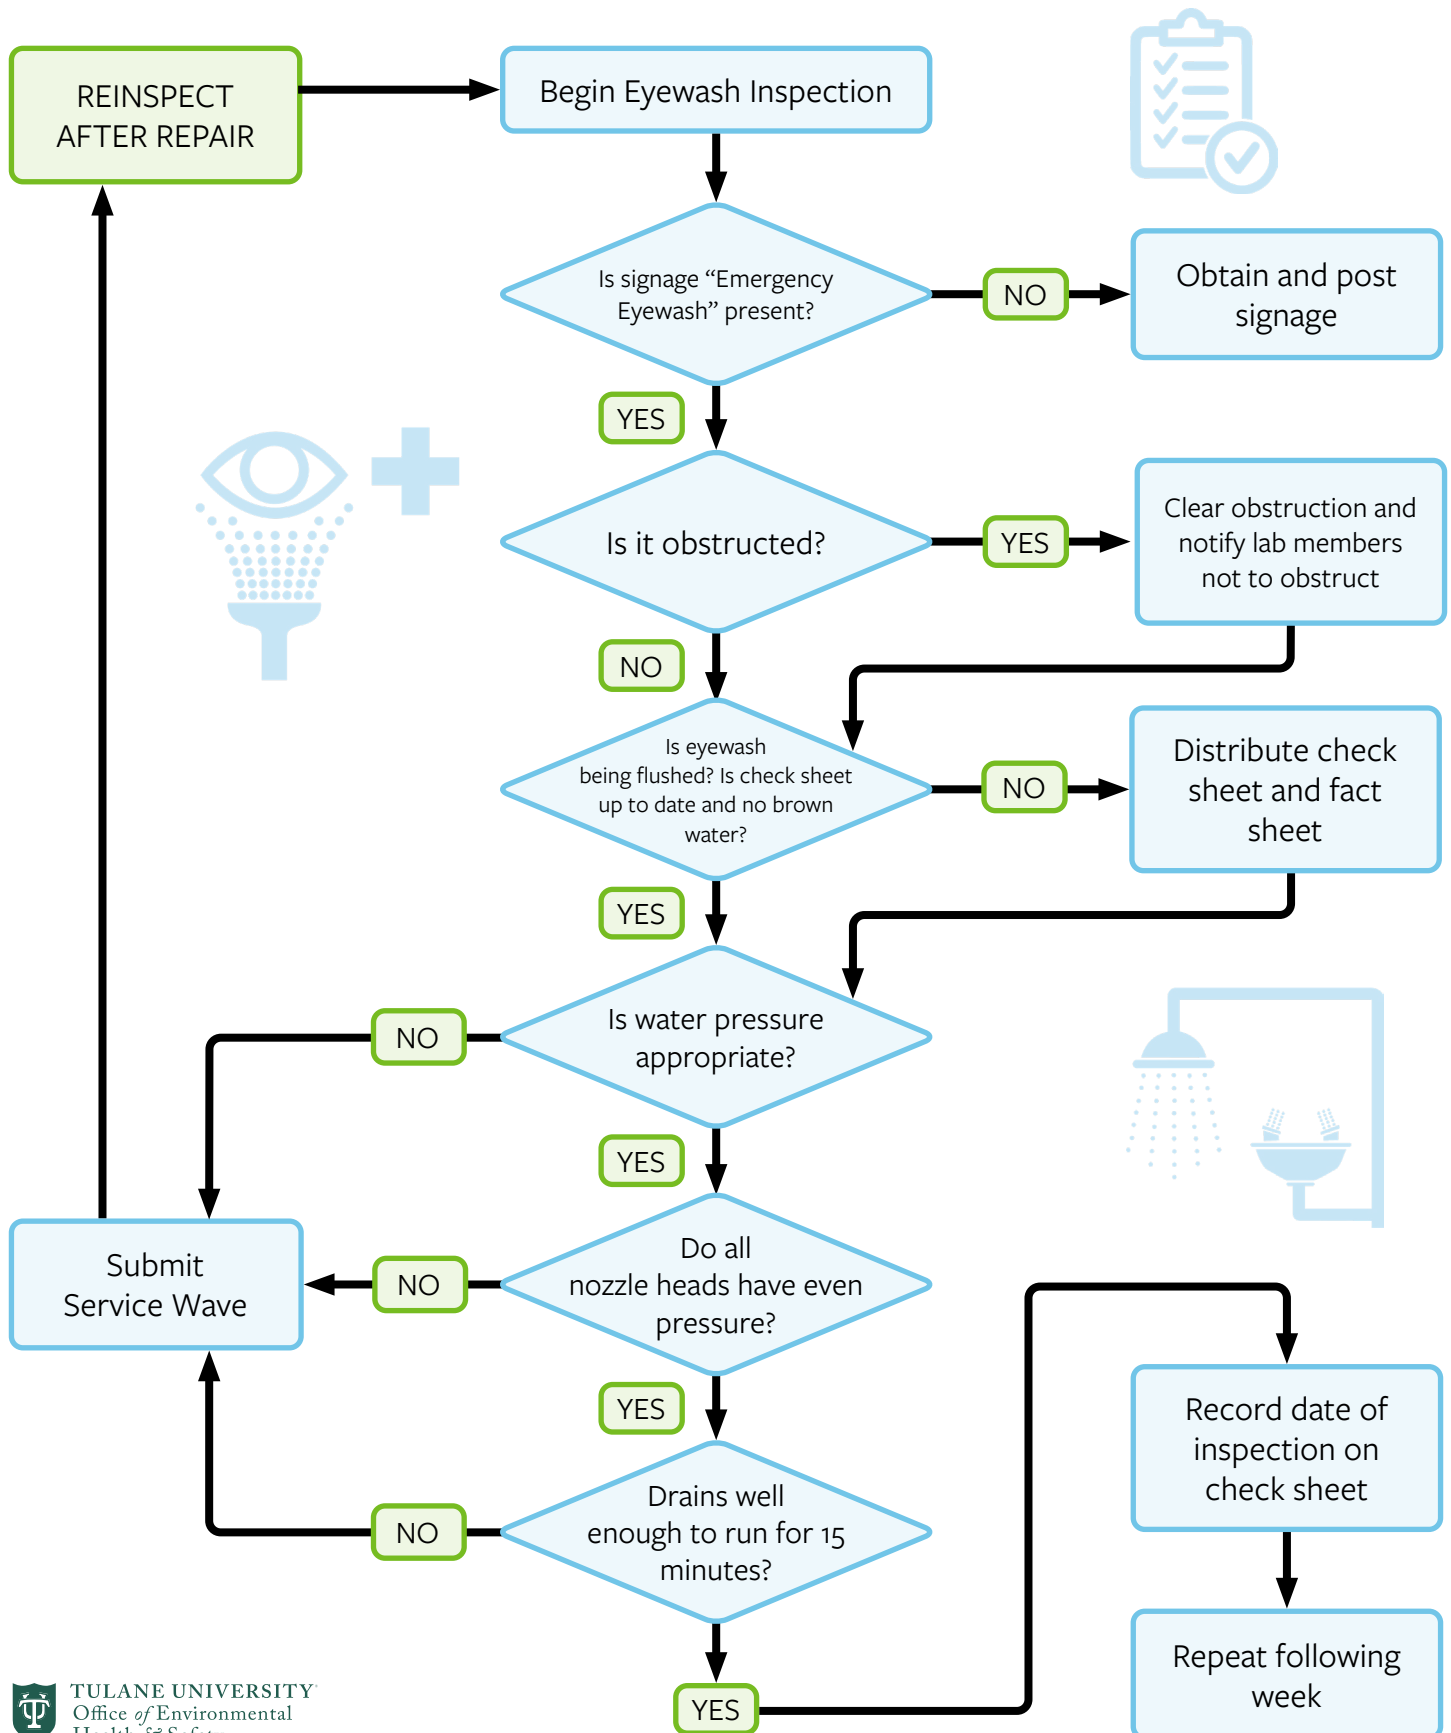 REINSPECT
AFTER REPAIR
Begin Eyewash Inspection
Is signage “Emergency
Eyewash” present?
NO
Obtain and post
signage
YES
Is it obstructed?
YES
Clear obstruction and
notify lab members
not to obstruct
NO
Is eyewash
being flushed? Is check sheet
up to date and no brown
water?
NO
Distribute check
sheet and fact
sheet
YES
Is water pressure
appropriate?
NO
YES
Do all
nozzle heads have even
pressure?
NO
Submit
Service Wave
YES
Drains well
enough to run for 15
minutes?
NO
YES
Record date of
inspection on
check sheet
Repeat following
week
TULANE UNIVERSITY
Office of Environmental
Health & Safety